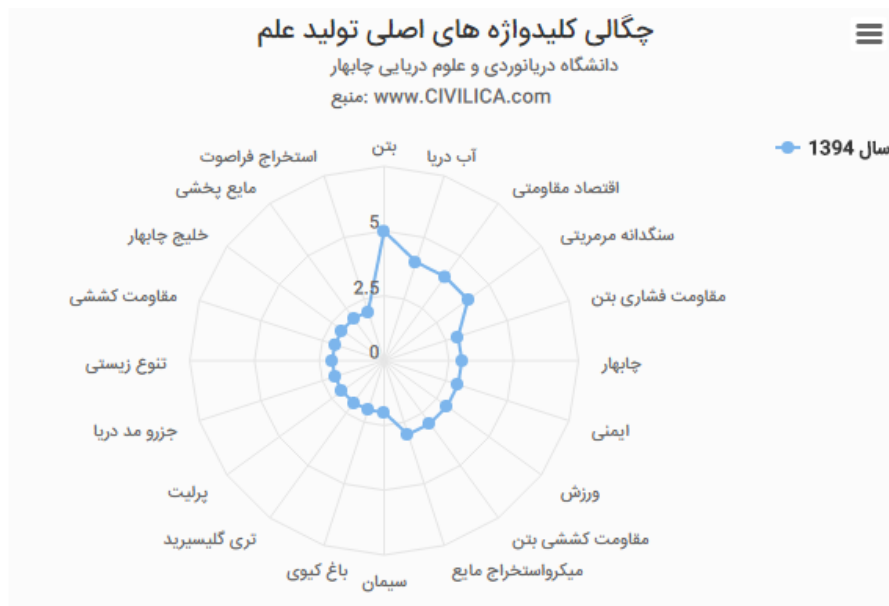 چگالی کلیدواژه های اصلی تولید علم
دانشگاه دریانوردی و علوم دریایی چابهار
منبع: www.CIVILICA.com
سال 1394
بتن
آب دریا
اقتصاد مقاومتی
سنگدانه مرمریتی
مقاومت فشاری بتن
چابهار
ایمنی
ورزش
مقاومت کششی بتن
میکرواستخراج مایع
سیمان
باغ کیوی
تری گلیسیرید
پرلیت
جزرو مد دریا
تنوع زیستی
مقاومت کششی
خلیج چابهار
مایع پخشی
استخراج فراصوت
5
2.5
0